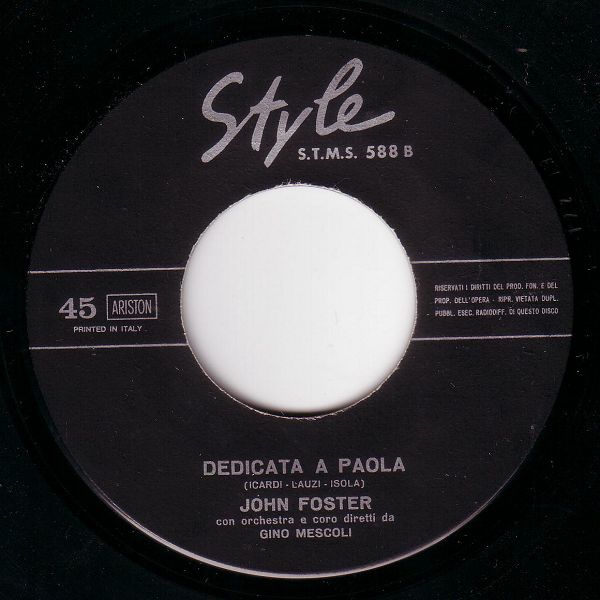 Style
S.T.M.S. 588 B
45 ARISTON
PRINTED IN ITALY
RISERVATI I DIRITTI DEL PROD. FON. E DEL
PROP. DELL'OPERA - RIPR. VIETATA DUPL.
PUBBL. ESEC. RADIODIFF. DI QUESTO DISCO
DEDICATA A PAOLA
(ICARDI - LAUZI - ISOLA)
JOHN FOSTER
con orchestra e coro diretti da
GINO MESCOLI